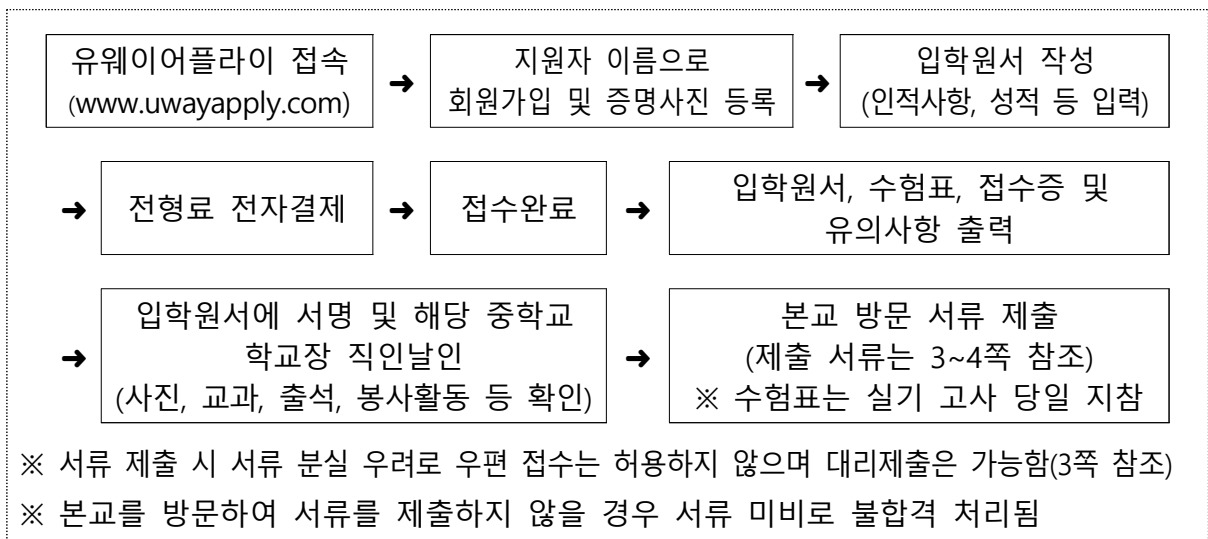 유웨이어플라이 접속
(www.uwayapply.com)
➜
지원자 이름으로
회원가입 및 증명사진 등록
➜
입학원서 작성
(인적사항, 성적 등 입력)
➜
전형료 전자결제
➜
접수완료
➜
입학원서, 수험표, 접수증 및
유의사항 출력
➜
입학원서에 서명 및 해당 중학교
학교장 직인날인
(사진, 교과, 출석, 봉사활동 등 확인)
➜
본교 방문 서류 제출
(제출 서류는 3~4쪽 참조)
※ 수험표는 실기 고사 당일 지참
※ 서류 제출 시 서류 분실 우려로 우편 접수는 허용하지 않으며 대리제출은 가능함(3쪽 참조)
※ 본교를 방문하여 서류를 제출하지 않을 경우 서류 미비로 불합격 처리됨